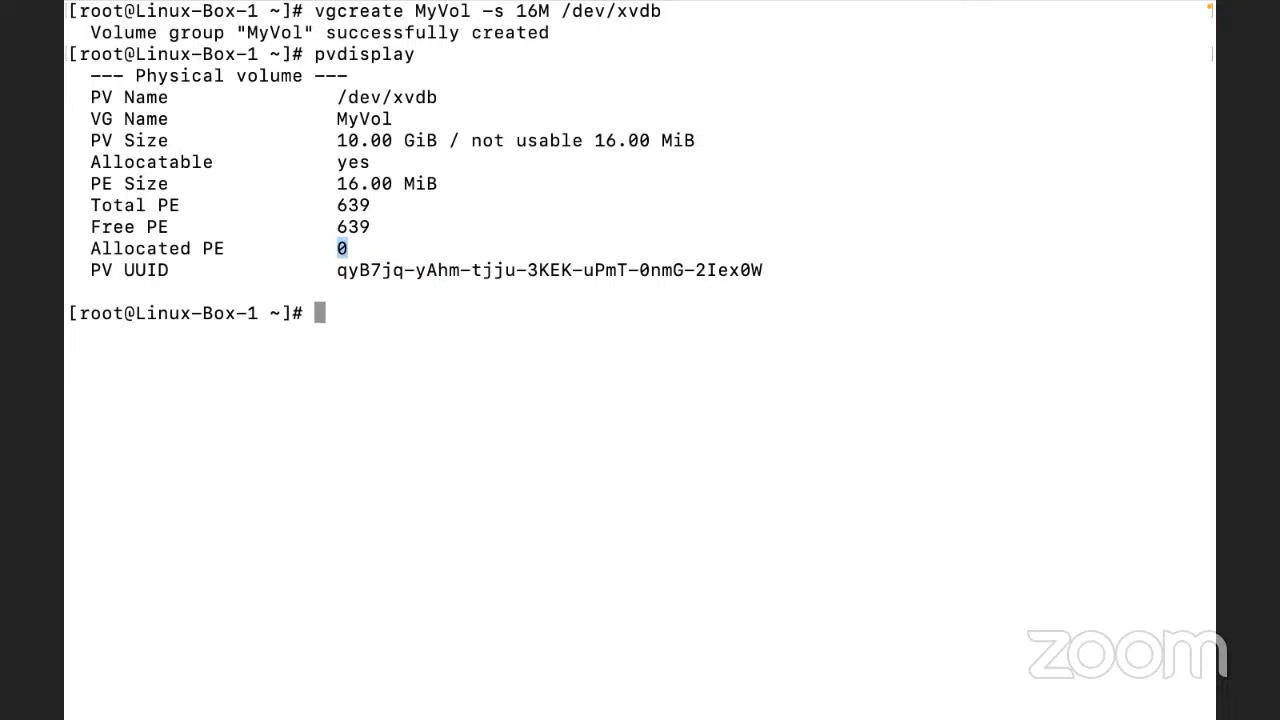 [root@Linux-Box-1 ~]# vgcreate MyVol -s 16M /dev/xvdb
Volume group "MyVol" successfully created
[root@Linux-Box-1 ~]# pvdisplay
--- Physical volume ---
PV Name /dev/xvdb
VG Name MyVol
PV Size 10.00 GiB / not usable 16.00 MiB
Allocatable yes
PE Size 16.00 MiB
Total PE 639
Free PE 639
Allocated PE 0
PV UUID qyB7jq-yAhm-tjju-3KEK-uPmT-0nmG-2Iex0W
[root@Linux-Box-1 ~]#
zoom